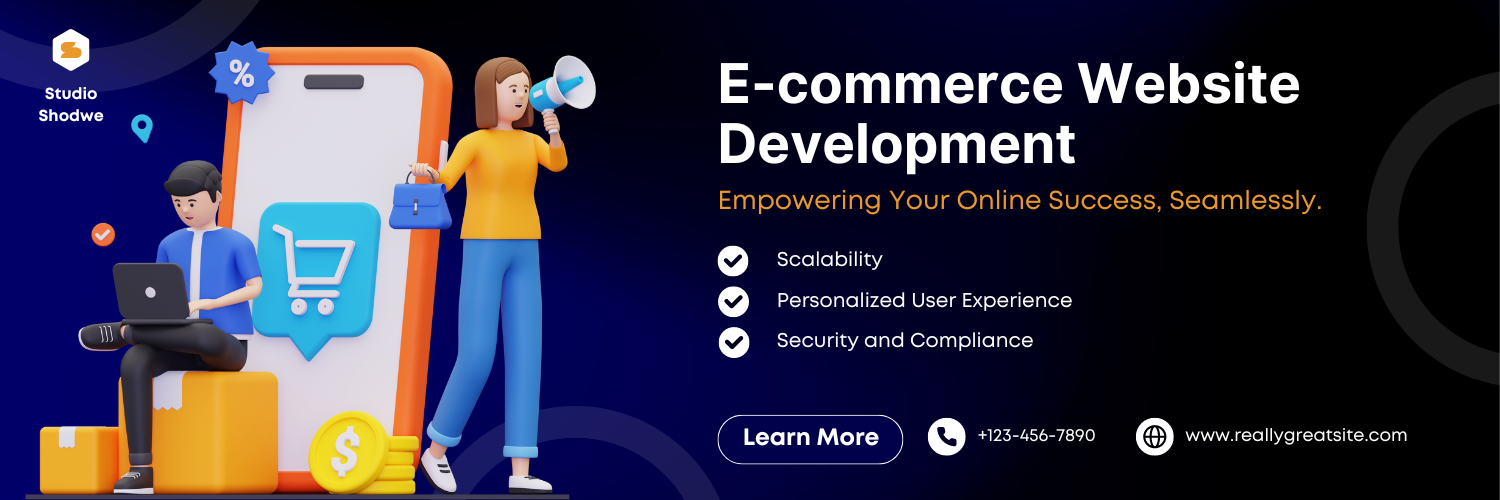 Studio
Shodwe
%
$
E-commerce Website
Development
Empowering Your Online Success, Seamlessly.
Scalability
Personalized User Experience
Security and Compliance
Learn More
+123-456-7890
www.reallygreatsite.com